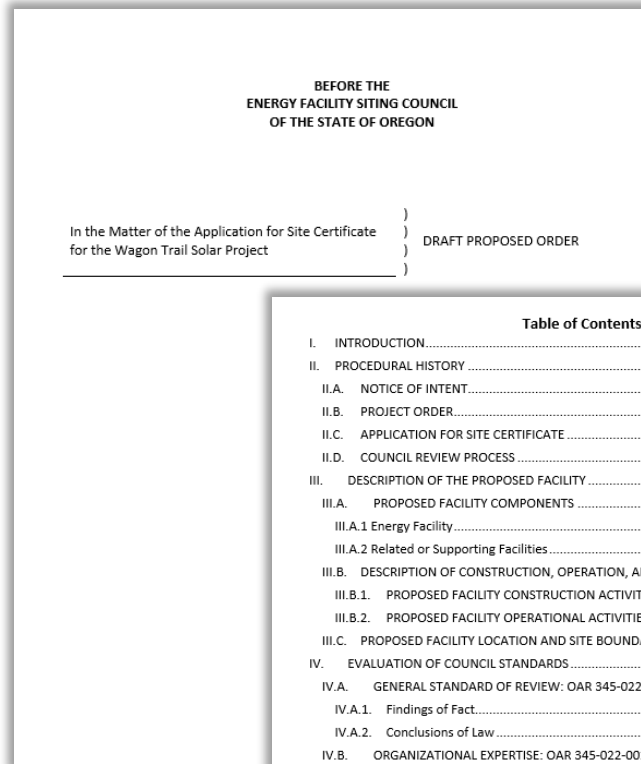 BEFORE THE
ENERGY FACILITY SITING COUNCIL
OF THE STATE OF OREGON
)
In the Matter of the Application for Site Certificate )
for the Wagon Trail Solar Project )
)
DRAFT PROPOSED ORDER
Table of Contents
I. INTRODUCTION
II. PROCEDURAL HISTORY
II.A. NOTICE OF INTENT
II.B. PROJECT ORDER
II.C. APPLICATION FOR SITE CERTIFICATE
II.D. COUNCIL REVIEW PROCESS
III. DESCRIPTION OF THE PROPOSED FACILITY
III.A. PROPOSED FACILITY COMPONENTS
III.A.1 Energy Facility
III.A.2 Related or Supporting Facilities
III.B. DESCRIPTION OF CONSTRUCTION, OPERATION,
III.B.1. PROPOSED FACILITY CONSTRUCTION
III.B.2. PROPOSED FACILITY OPERATIONAL
III.C. PROPOSED FACILITY LOCATION AND SITE
IV. EVALUATION OF COUNCIL STANDARDS
IV.A. GENERAL STANDARD OF REVIEW: OAR 345-022
IV.A.1. Findings of Fact
IV.A.2. Conclusions of Law
IV.B. ORGANIZATIONAL EXPERTISE: OAR 345-022-00